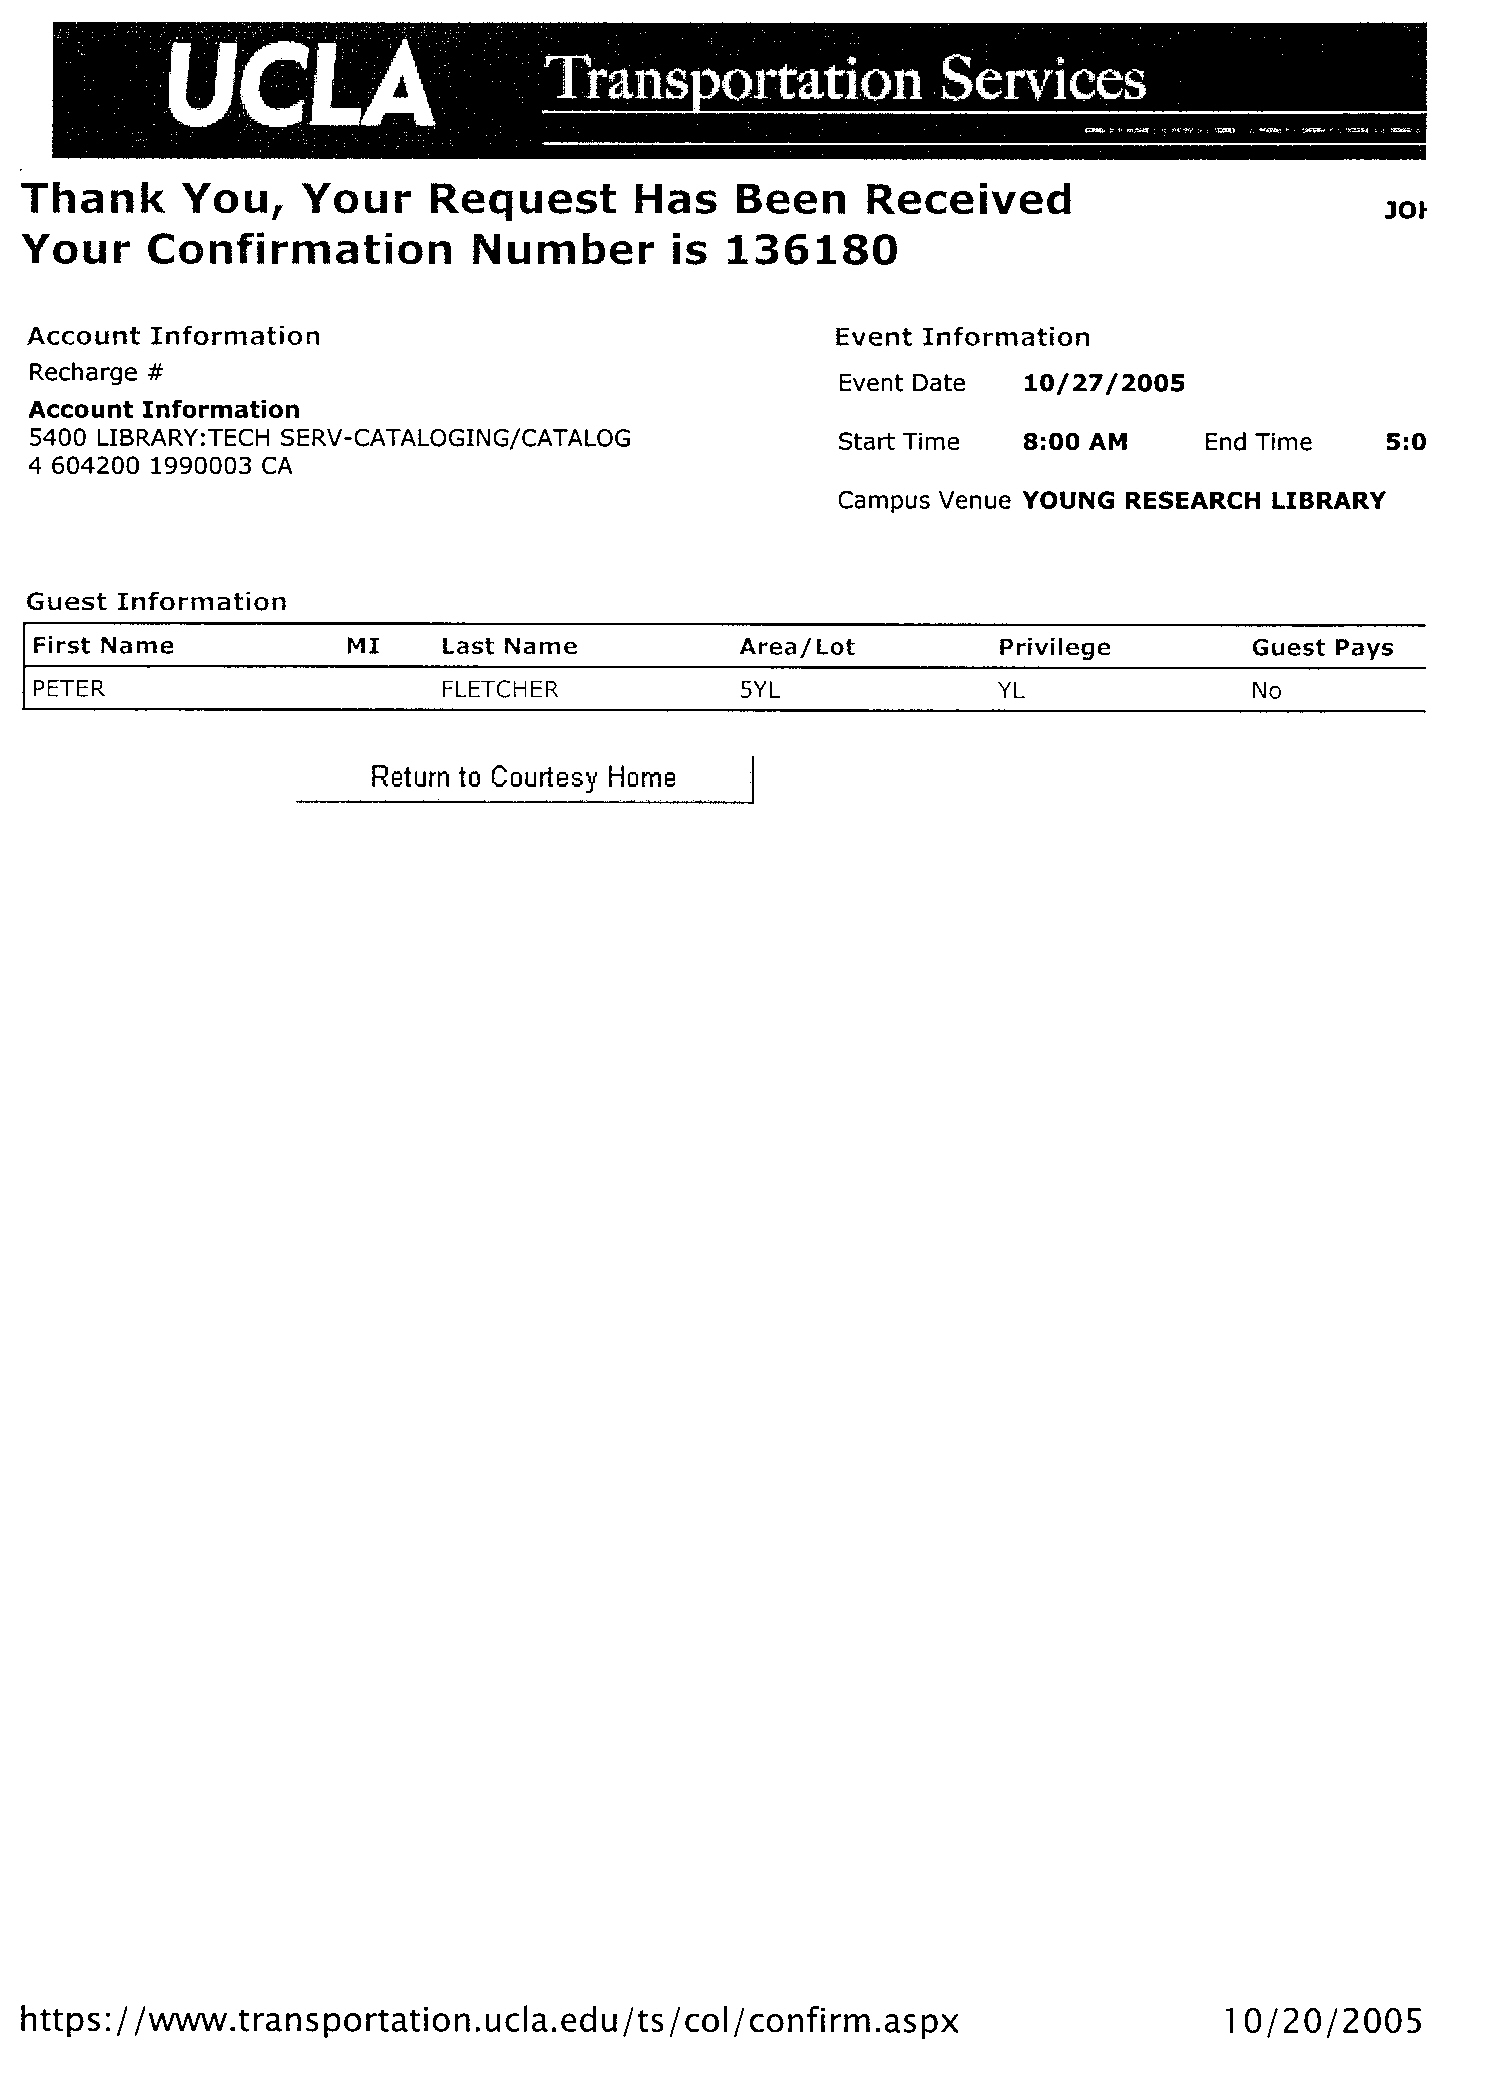 UCLA Transportation Services
Thank You, Your Request Has Been Received
Your Confirmation Number is 136180
Account Information
Recharge #
Account Information
5400 LIBRARY:TECH SERV-CATALOGING/CATALOG
4 604200 1990003 CA
Event Information
Event Date 10/27/2005
Start Time 8:00 AM End Time 5:0
Campus Venue YOUNG RESEARCH LIBRARY
Guest Information
First Name MI Last Name Area/Lot Privilege Guest Pays
PETER FLETCHER 5YL YL No
Return to Courtesy Home
https://www.transportation.ucla.edu/ts/col/confirm.aspx 10/20/2005